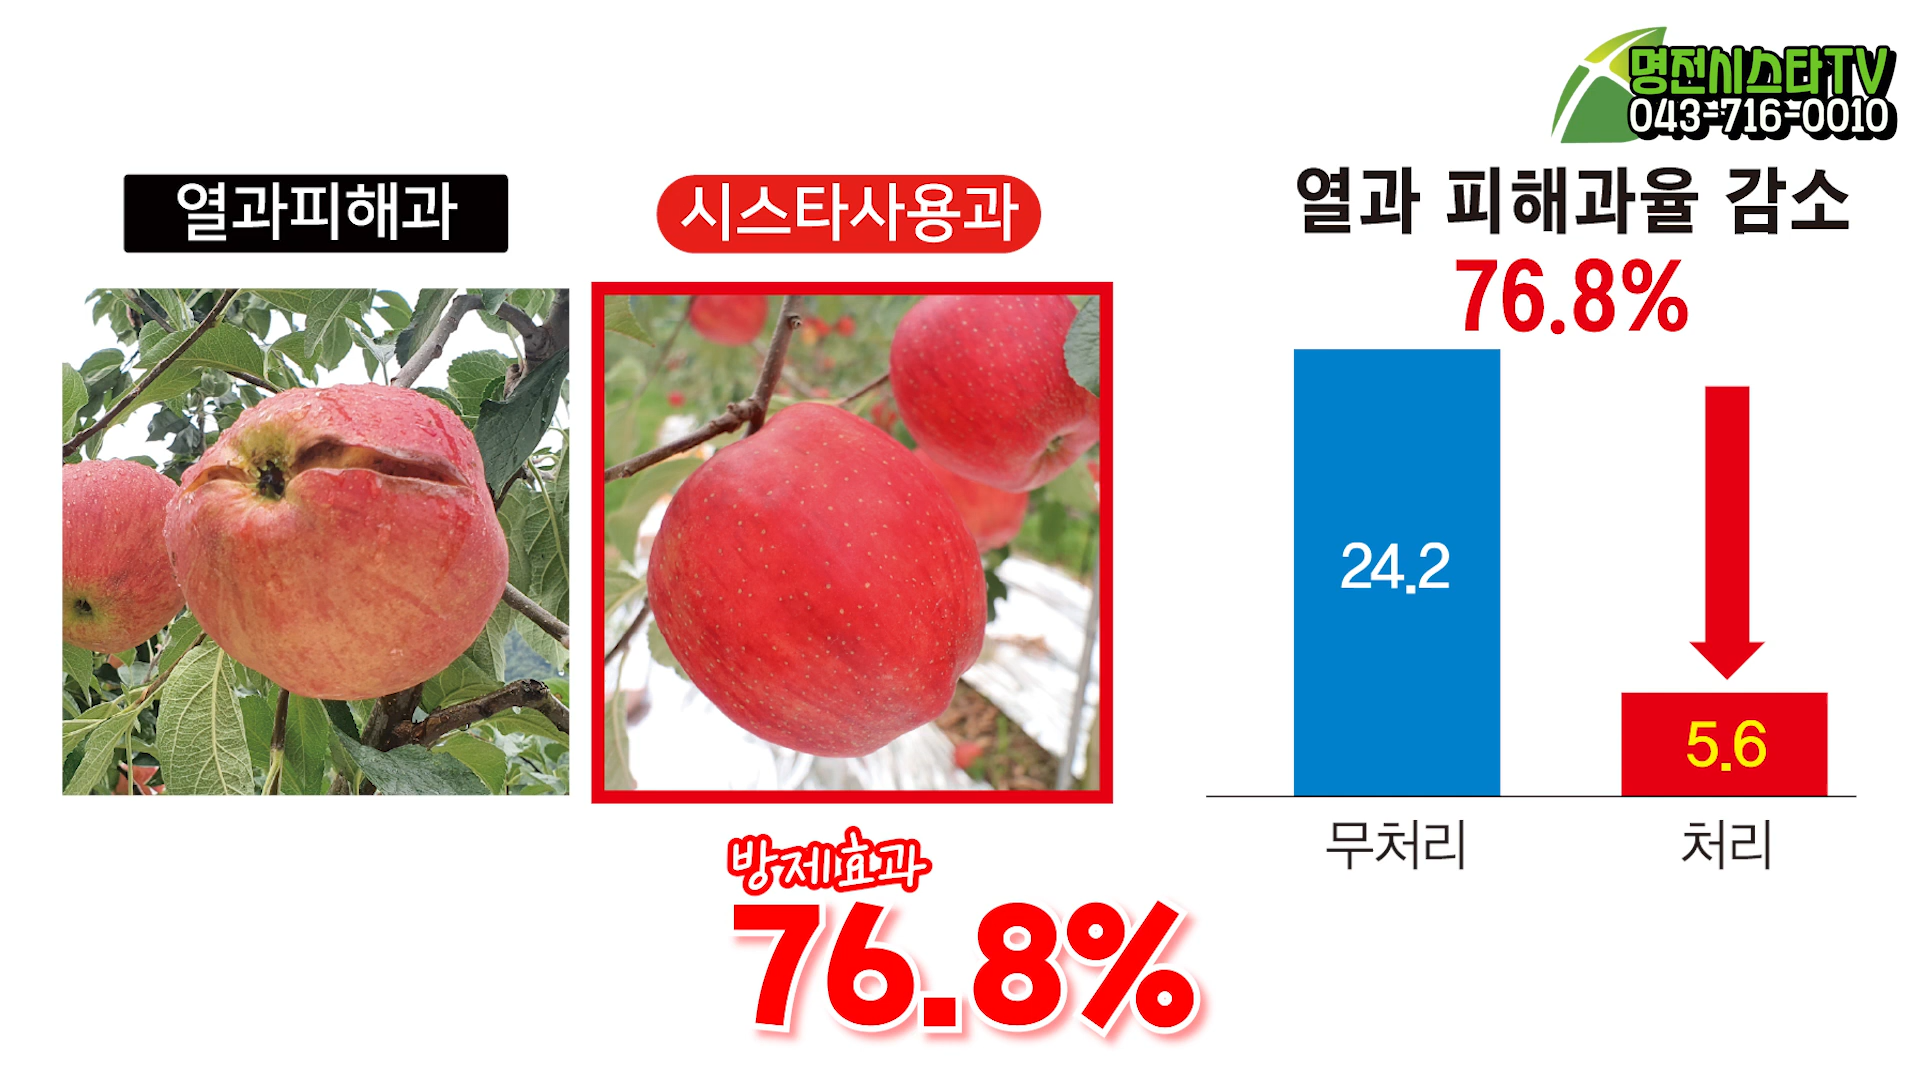 명전시스타TV
043-716-0010
열과피해과
시스타사용과
열과 피해과율 감소
76.8%
24.2
5.6
무처리
처리
방제효과
76.8%